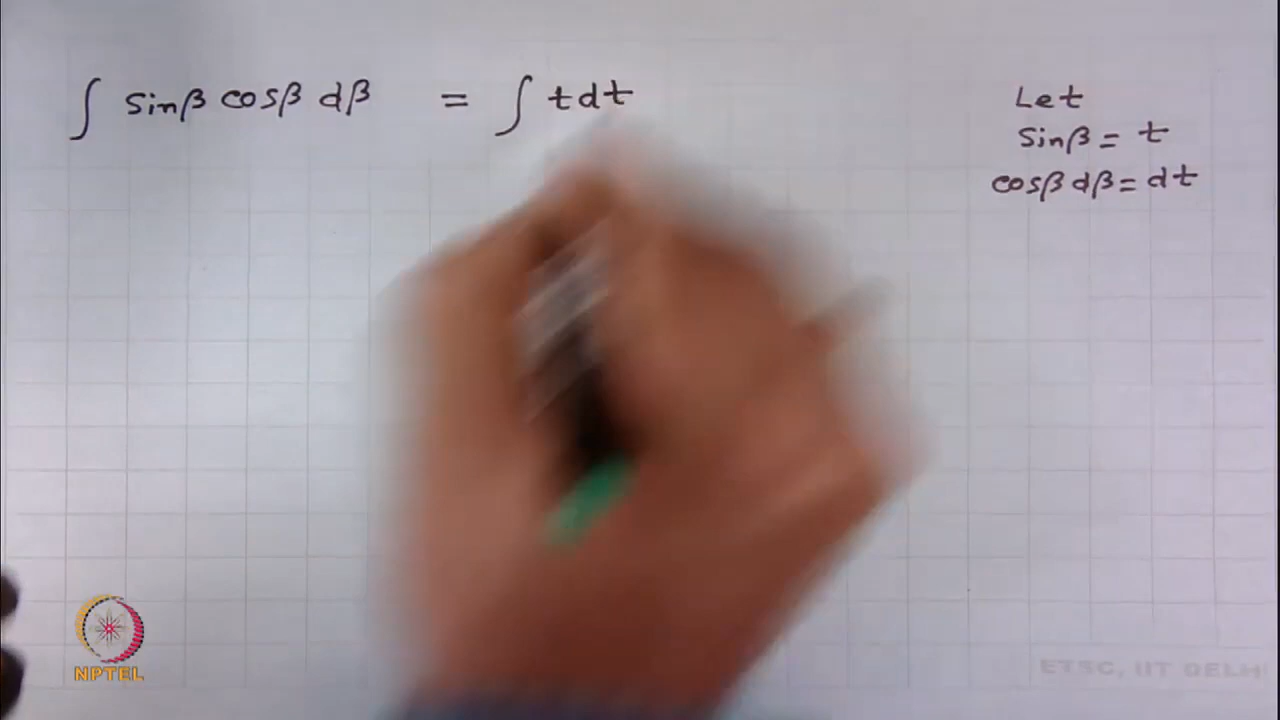 ∫ sinβ cosβ dβ = ∫ t dt
Let
sinβ = t
cosβ dβ = dt
NPTEL
ETSC, IIT DELHI